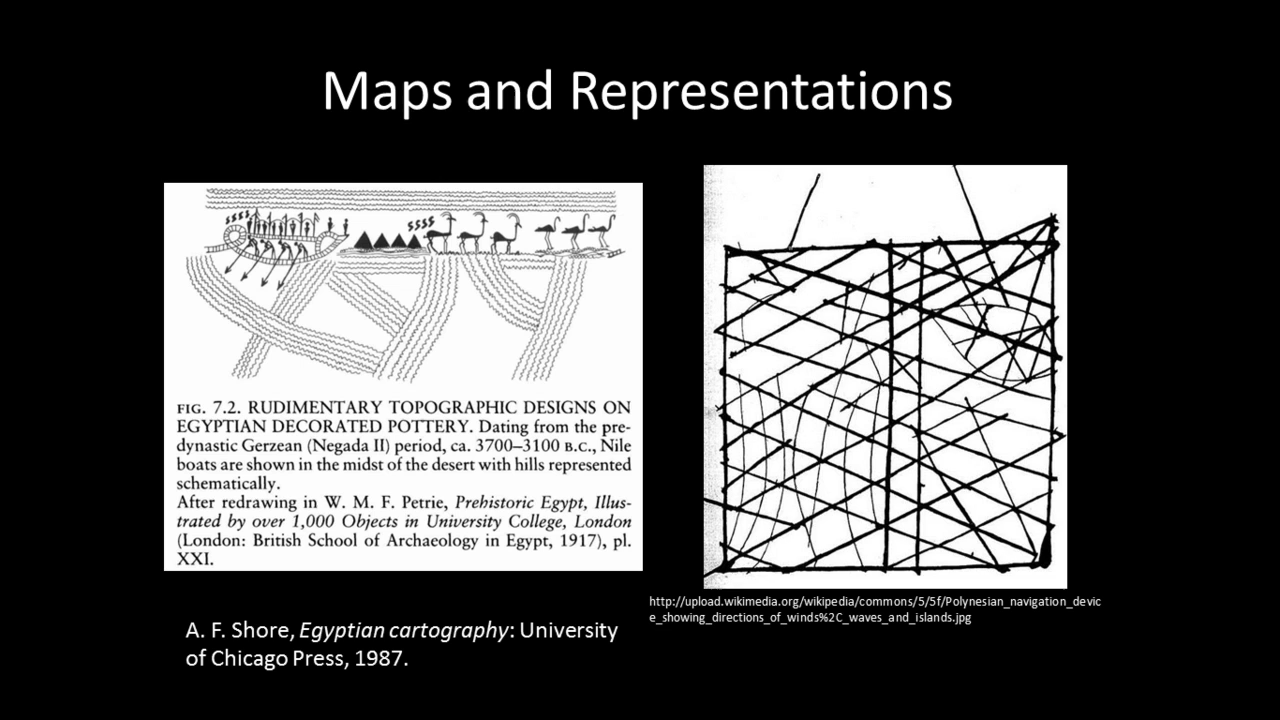 Maps and Representations
FIG. 7.2. RUDIMENTARY TOPOGRAPHIC DESIGNS ON
EGYPTIAN DECORATED POTTERY. Dating from the pre-
dynastic Gerzean (Negada II) period, ca. 3700–3100 B.C., Nile
boats are shown in the midst of the desert with hills represented
schematically.
After redrawing in W. M. F. Petrie, Prehistoric Egypt, Illus-
trated by over 1,000 Objects in University College, London
(London: British School of Archaeology in Egypt, 1917), pl.
XXI.
A. F. Shore, Egyptian cartography: University
of Chicago Press, 1987.
http://upload.wikimedia.org/wikipedia/commons/5/5f/Polynesian_navigation_devic
e_showing_directions_of_winds%2C_waves_and_islands.jpg